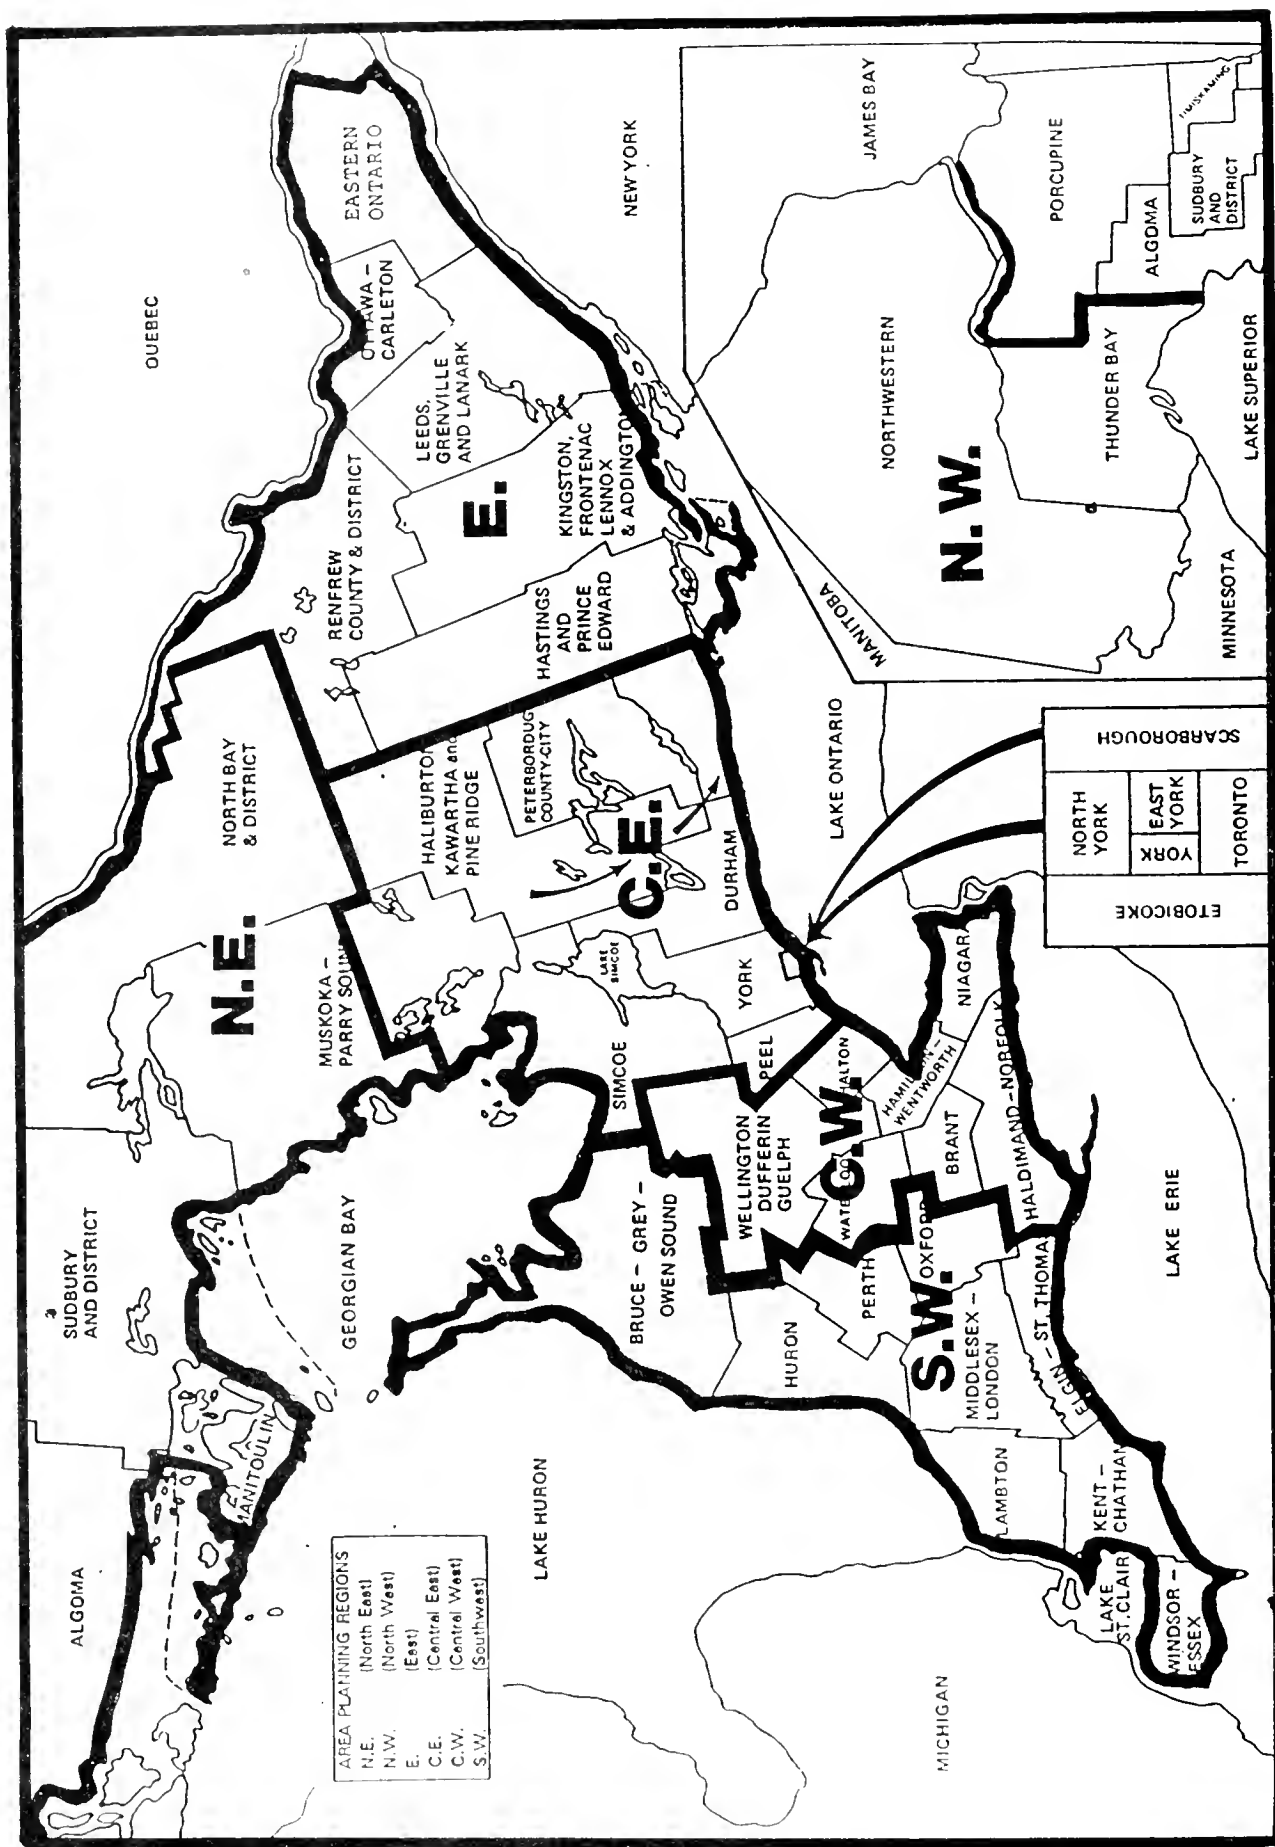 QUEBEC
EASTERN
ONTARIO
OTTAWA –
CARLETON
LEEDS,
GRENVILLE
AND LANARK
RENFREW
COUNTY & DISTRICT
E.
KINGSTON,
FRONTENAC
LENNOX
& ADDINGTON
HASTINGS
AND
PRINCE
EDWARD
NEW YORK
NORTH BAY
& DISTRICT
N.E.
MUSKOKA –
PARRY SOUND
SUDBURY
AND DISTRICT
ALGOMA
MANITOULIN
GEORGIAN BAY
HALIBURTON
KAWARTHA and
PINE RIDGE
PETERBOROUGH
COUNTY-CITY
C.E.
DURHAM
LAKE
SIMCOE
YORK
SIMCOE
PEEL
LAKE ONTARIO
WELLINGTON
DUFFERIN
GUELPH
HALTON
WATERLOO
C.W.
HAMILTON –
WENTWORTH
NIAGARA
BRANT
HALDIMAND–NORFOLK
BRUCE – GREY –
OWEN SOUND
HURON
PERTH
OXFORD
S.W.
MIDDLESEX –
LONDON
ELGIN – ST. THOMAS
LAMBTON
KENT –
CHATHAM
LAKE
ST. CLAIR
WINDSOR –
ESSEX
LAKE HURON
LAKE ERIE
MICHIGAN
AREA PLANNING REGIONS
N.E. (North East)
N.W. (North West)
E. (East)
C.E. (Central East)
C.W. (Central West)
S.W. (Southwest)
SCARBOROUGH
NORTH
YORK
EAST
YORK
YORK
TORONTO
ETOBICOKE
JAMES BAY
PORCUPINE
TIMISKAMING
ALGOMA
SUDBURY
AND
DISTRICT
NORTHWESTERN
N.W.
THUNDER BAY
LAKE SUPERIOR
MANITOBA
MINNESOTA